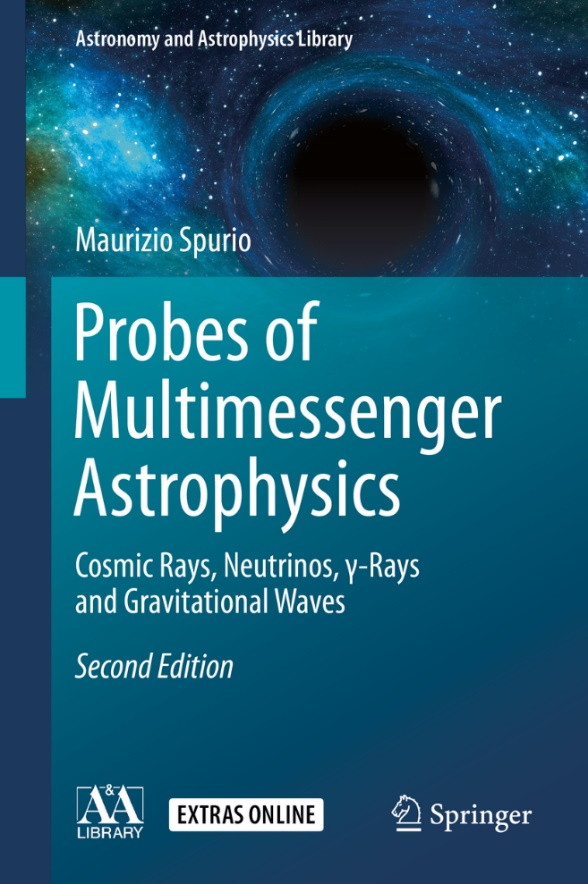 Astronomy and Astrophysics Library
Maurizio Spurio
Probes of
Multimessenger
Astrophysics
Cosmic Rays, Neutrinos, γ-Rays
and Gravitational Waves
Second Edition
A&A
LIBRARY
EXTRAS ONLINE
Springer